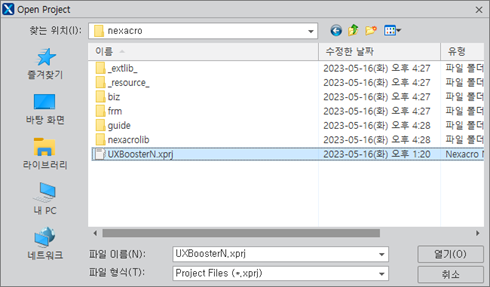 Open Project
찾는 위치(I): nexacro
이름 수정한 날짜 유형
_extlib_ 2023-05-16(화) 오후 4:27 파일 폴더
_resource_ 2023-05-16(화) 오후 4:27 파일 폴더
biz 2023-05-16(화) 오후 4:27 파일 폴더
frm 2023-05-16(화) 오후 4:27 파일 폴더
guide 2023-05-16(화) 오후 4:28 파일 폴더
nexacrolib 2023-05-16(화) 오후 4:28 파일 폴더
UXBoosterN.xprj 2023-05-16(화) 오후 1:20 Nexacro
즐겨찾기
바탕 화면
라이브러리
내 PC
네트워크
파일 이름(N): UXBoosterN.xprj 열기(O)
파일 형식(T): Project Files (*.xprj) 취소